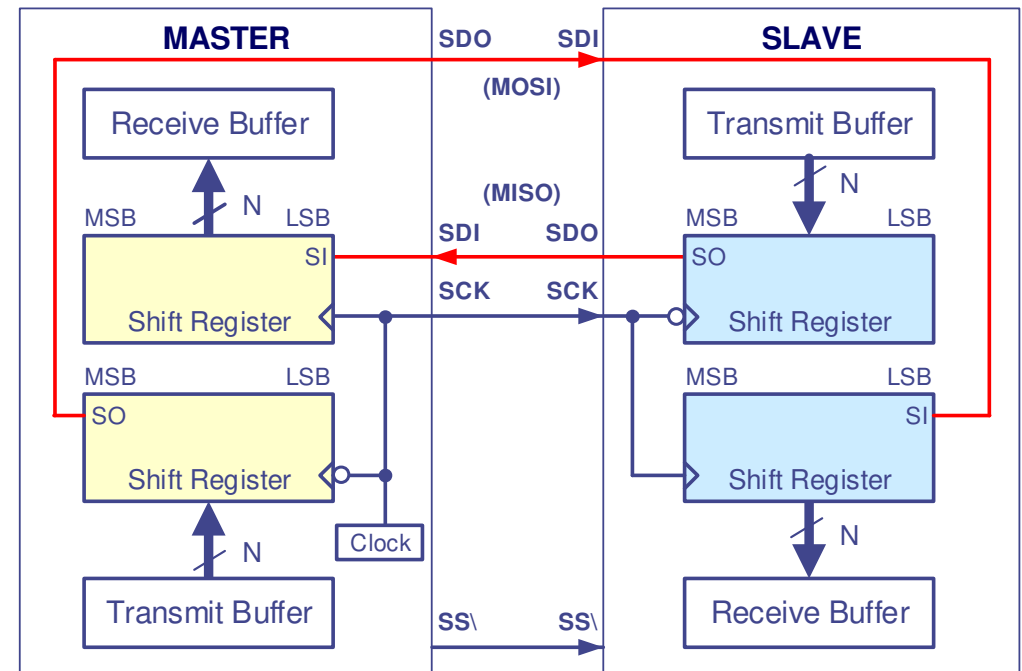 MASTER
SDO
SDI
SLAVE
(MOSI)
Receive Buffer
Transmit Buffer
N
(MISO)
N
MSB
LSB
SDI
SDO
MSB
LSB
SI
SO
SCK
SCK
Shift Register
Shift Register
MSB
LSB
MSB
LSB
SO
SI
Shift Register
Shift Register
N
Clock
N
Transmit Buffer
Receive Buffer
SS\
SS\